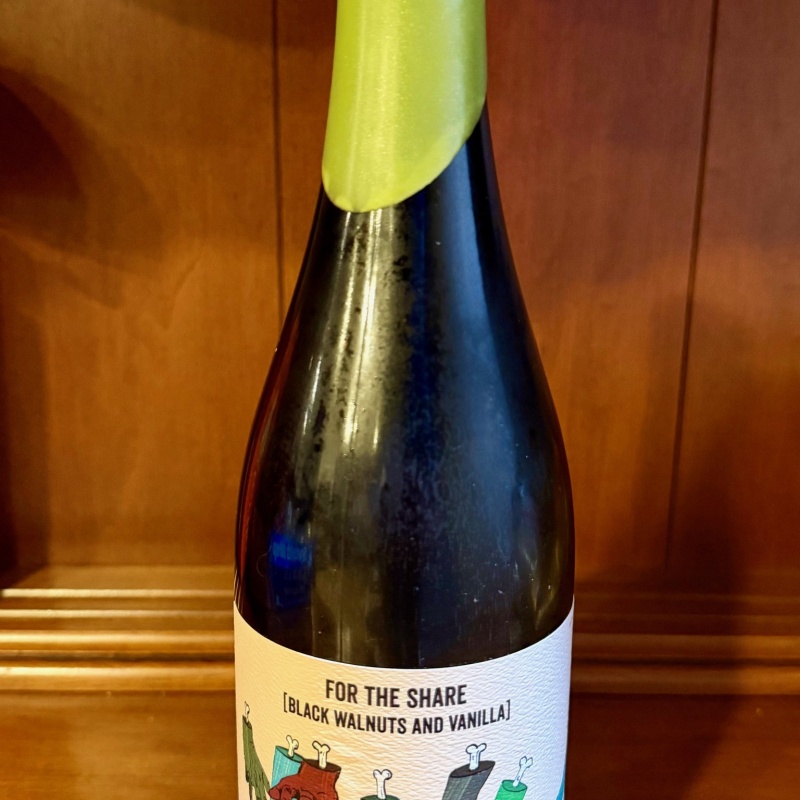 FOR THE SHARE
[BLACK WALNUTS AND VANILLA]